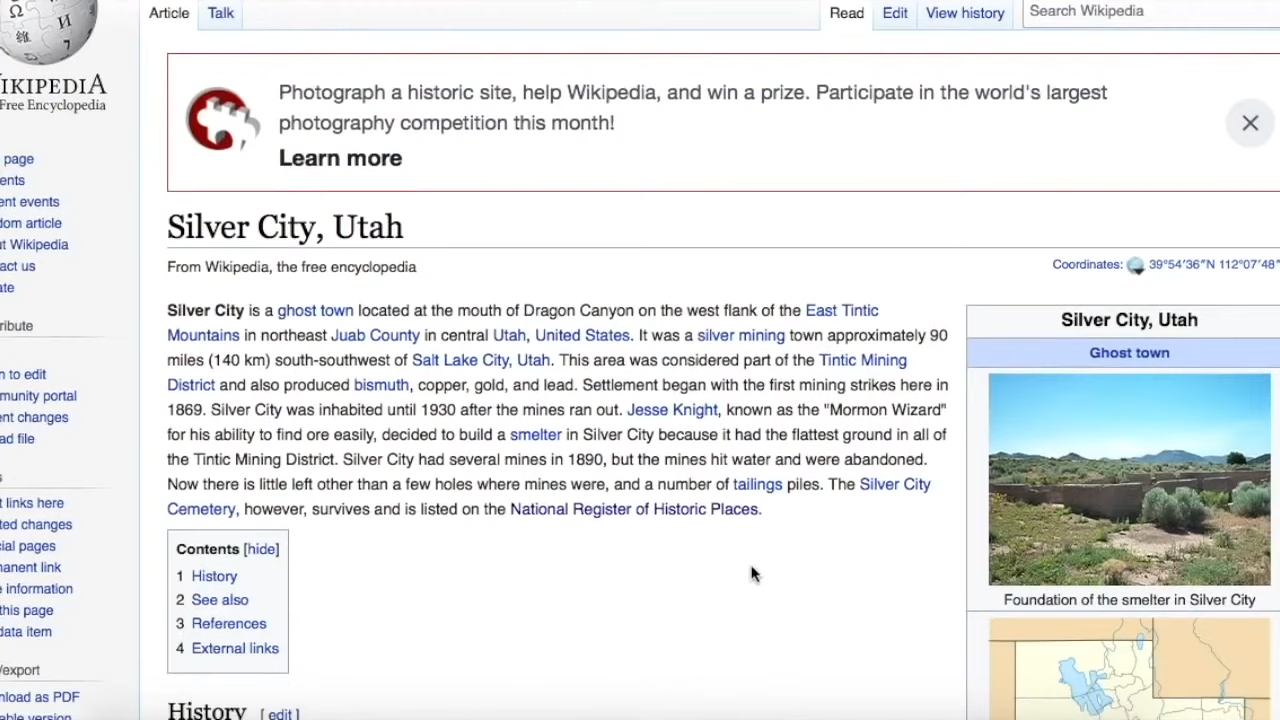 Article Talk Read Edit View history Search Wikipedia
IKIPEDIA
Free Encyclopedia
Photograph a historic site, help Wikipedia, and win a prize. Participate in the world's largest
photography competition this month!
Learn more
page
ents
ent events
dom article
ut Wikipedia
act us
ate
ribute
n to edit
munity portal
ent changes
ad file
s
t links here
ted changes
cial pages
manent link
e information
this page
data item
/export
nload as PDF
table version
Silver City, Utah
From Wikipedia, the free encyclopedia
Coordinates: 39°54′36″N 112°07′48″
Silver City is a ghost town located at the mouth of Dragon Canyon on the west flank of the East Tintic
Mountains in northeast Juab County in central Utah, United States. It was a silver mining town approximately 90
miles (140 km) south-southwest of Salt Lake City, Utah. This area was considered part of the Tintic Mining
District and also produced bismuth, copper, gold, and lead. Settlement began with the first mining strikes here in
1869. Silver City was inhabited until 1930 after the mines ran out. Jesse Knight, known as the "Mormon Wizard"
for his ability to find ore easily, decided to build a smelter in Silver City because it had the flattest ground in all of
the Tintic Mining District. Silver City had several mines in 1890, but the mines hit water and were abandoned.
Now there is little left other than a few holes where mines were, and a number of tailings piles. The Silver City
Cemetery, however, survives and is listed on the National Register of Historic Places.
Contents [hide]
1 History
2 See also
3 References
4 External links
History [ edit ]
Silver City, Utah
Ghost town
Foundation of the smelter in Silver City